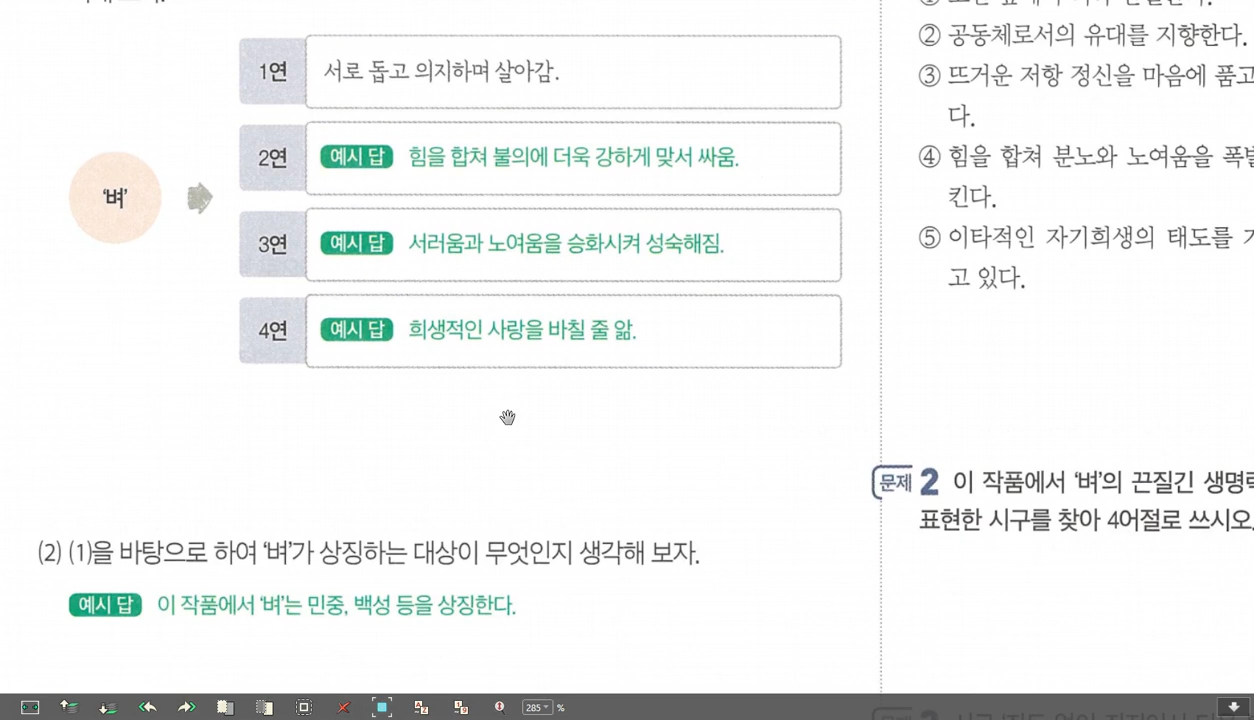 '벼'
1연 서로 돕고 의지하며 살아감.
2연 예시 답 힘을 합쳐 불의에 더욱 강하게 맞서 싸움.
3연 예시 답 서러움과 노여움을 승화시켜 성숙해짐.
4연 예시 답 희생적인 사랑을 바칠 줄 앎.
(2) (1)을 바탕으로 하여 '벼'가 상징하는 대상이 무엇인지 생각해 보자.
예시 답 이 작품에서 '벼'는 민중, 백성 등을 상징한다.
② 공동체로서의 유대를 지향한다.
③ 뜨거운 저항 정신을 마음에 품고
다.
④ 힘을 합쳐 분노와 노여움을
킨다.
⑤ 이타적인 자기희생의 태도를
고 있다.
문제 2 이 작품에서 '벼'의 끈질긴
표현한 시구를 찾아 4어절로 쓰시오.
285 %